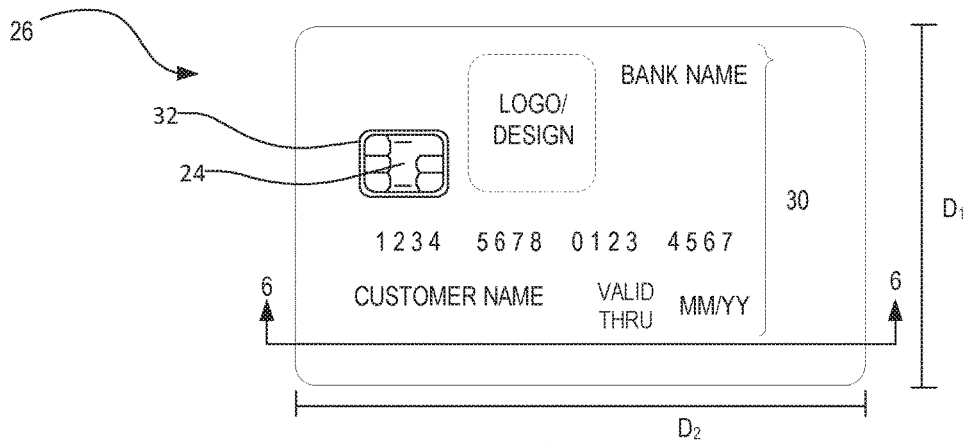 26
BANK NAME
LOGO/
DESIGN
32
24
30
D₁
1234 5678 0123 4567
6
6
CUSTOMER NAME
VALID
THRU
MM/YY
D₂